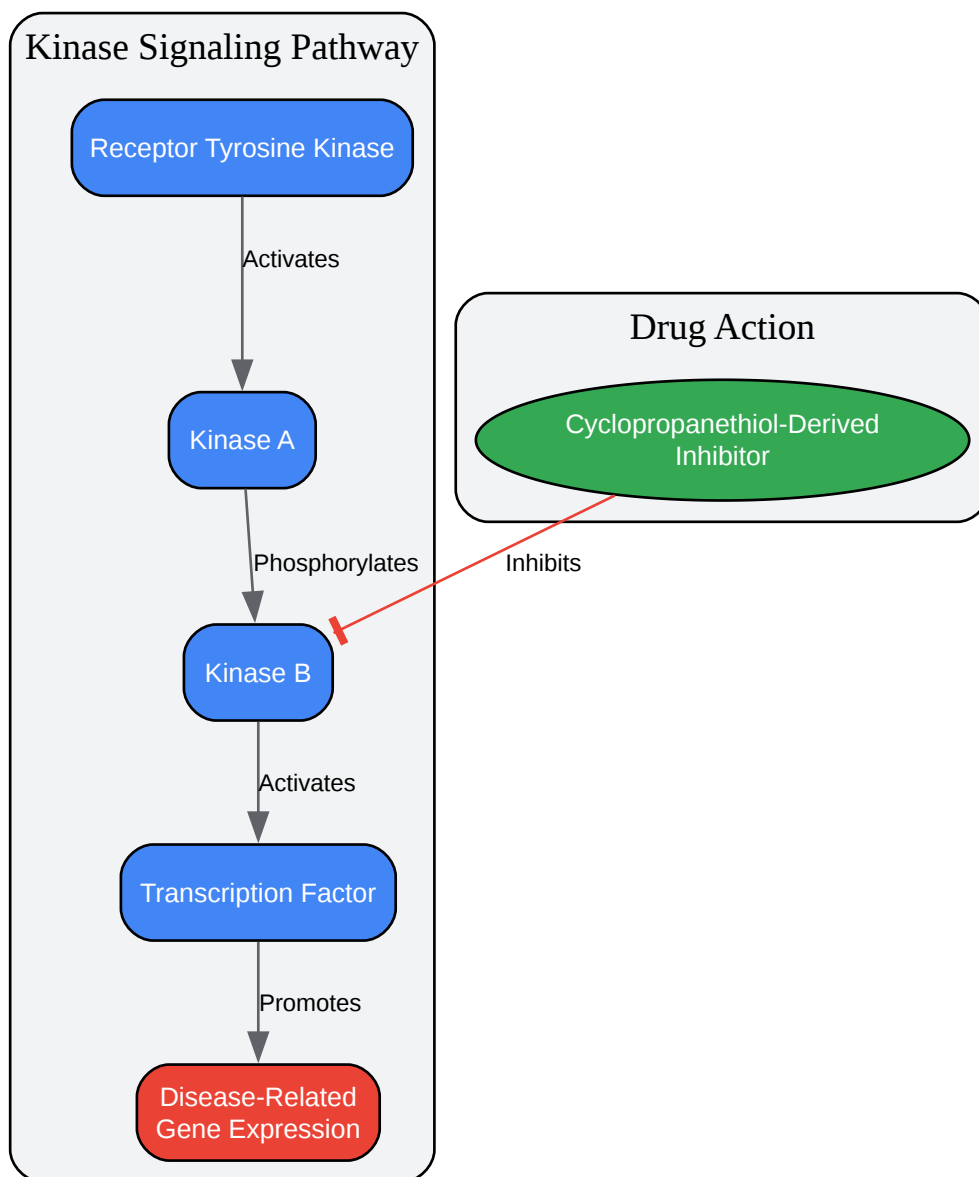 Kinase Signaling Pathway
Receptor Tyrosine Kinase
Activates
Drug Action
Cyclopropanethiol-Derived
Inhibitor
Kinase A
Phosphorylates
Inhibits
Kinase B
Activates
Transcription Factor
Promotes
Disease-Related
Gene Expression